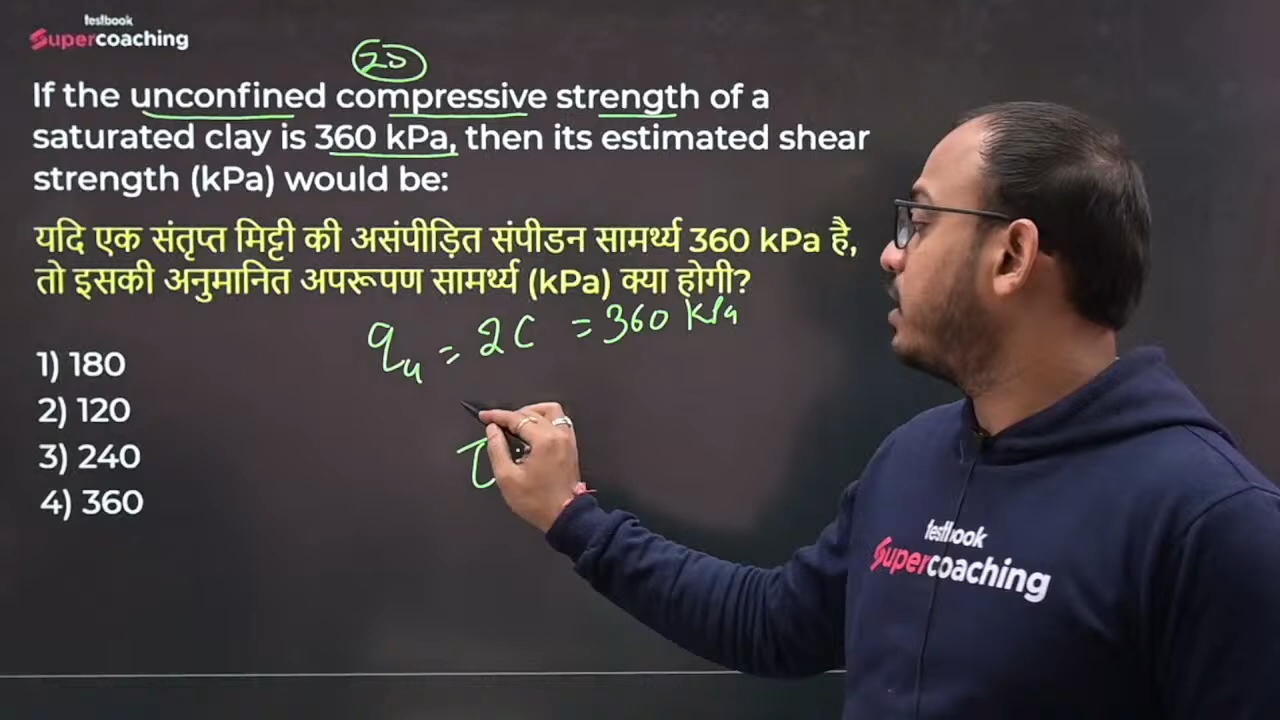 testbook
Supercoaching
20
If the unconfined compressive strength of a
saturated clay is 360 kPa, then its estimated shear
strength (kPa) would be:
यदि एक संतृप्त मिट्टी की असंपीड़ित संपीडन सामर्थ्य 360 kPa है,
तो इसकी अनुमानित अपरूपण सामर्थ्य (kPa) क्या होगी?
qu = 2C = 360 kPa
1) 180
2) 120
3) 240
4) 360
τ
testbook
Supercoaching